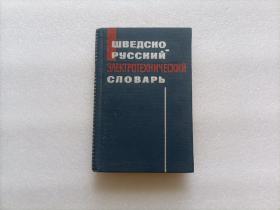 ШВЕДСКО-
РУССКИЙ
ЭЛЕКТРОТЕХНИЧЕСКИЙ
СЛОВАРЬ